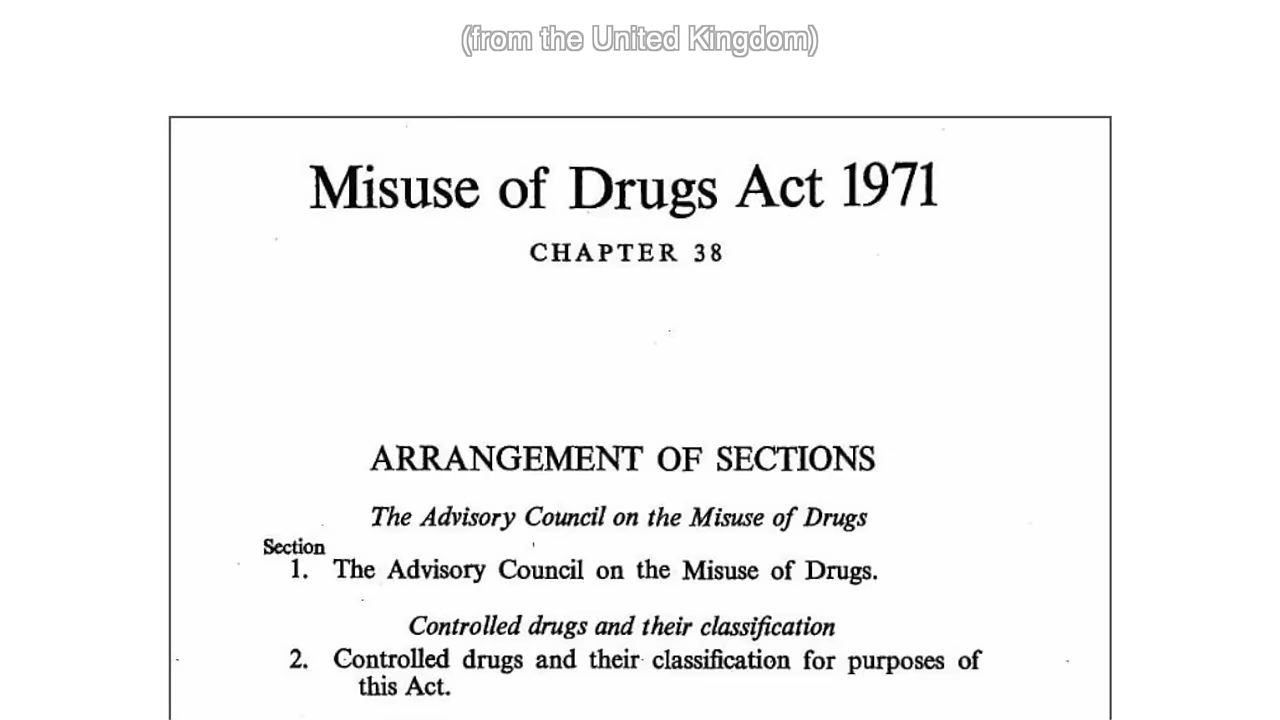 (from the United Kingdom)
Misuse of Drugs Act 1971
CHAPTER 38
ARRANGEMENT OF SECTIONS
The Advisory Council on the Misuse of Drugs
Section
1. The Advisory Council on the Misuse of Drugs.
Controlled drugs and their classification
2. Controlled drugs and their classification for purposes of
this Act.